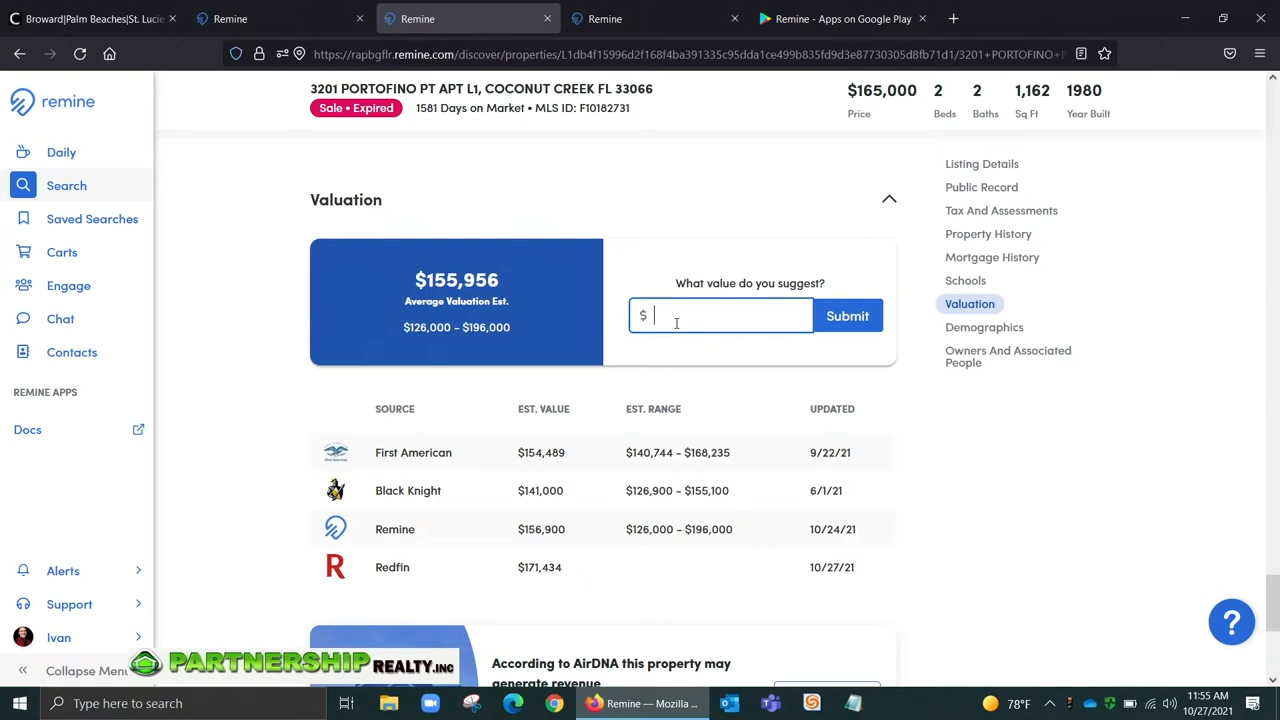 Broward|Palm Beaches|St. Lucie
Remine
Remine
Remine
Remine - Apps on Google Play
https://rapbgflr.remine.com/discover/properties/L1db4f15996d2f168f4ba391335c95dda1ce499b835fd9d3e87730305d8fb71d1/3201+PORTOFINO+P
remine
3201 PORTOFINO PT APT L1, COCONUT CREEK FL 33066
Sale • Expired
1581 Days on Market • MLS ID: F10182731
$165,000 2 2 1,162 1980
Price Beds Baths Sq Ft Year Built
Daily
Search
Saved Searches
Carts
Engage
Chat
Contacts
REMINE APPS
Docs
Alerts
Support
Ivan
Collapse Menu
Valuation
$155,956
Average Valuation Est.
$126,000 - $196,000
What value do you suggest?
$
Submit
SOURCE EST. VALUE EST. RANGE UPDATED
First American $154,489 $140,744 - $168,235 9/22/21
Black Knight $141,000 $126,900 - $155,100 6/1/21
Remine $156,900 $126,000 - $196,000 10/24/21
R Redfin $171,434 10/27/21
According to AirDNA this property may
generate revenue
Listing Details
Public Record
Tax And Assessments
Property History
Mortgage History
Schools
Valuation
Demographics
Owners And Associated
People
?
PARTNERSHIP REALTY.INC
Type here to search
Remine — Mozilla ...
78°F
11:55 AM
10/27/2021